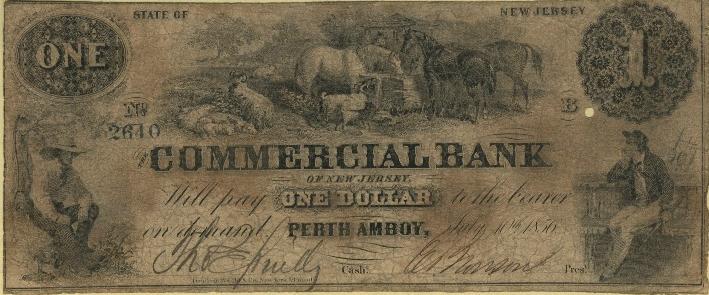 STATE OF NEW JERSEY
ONE 1
No B
2640
COMMERCIAL BANK
OF NEW JERSEY,
Will pay ONE DOLLAR to the bearer
on demand. PERTH AMBOY, July 10th 1856
Cash. Pres.